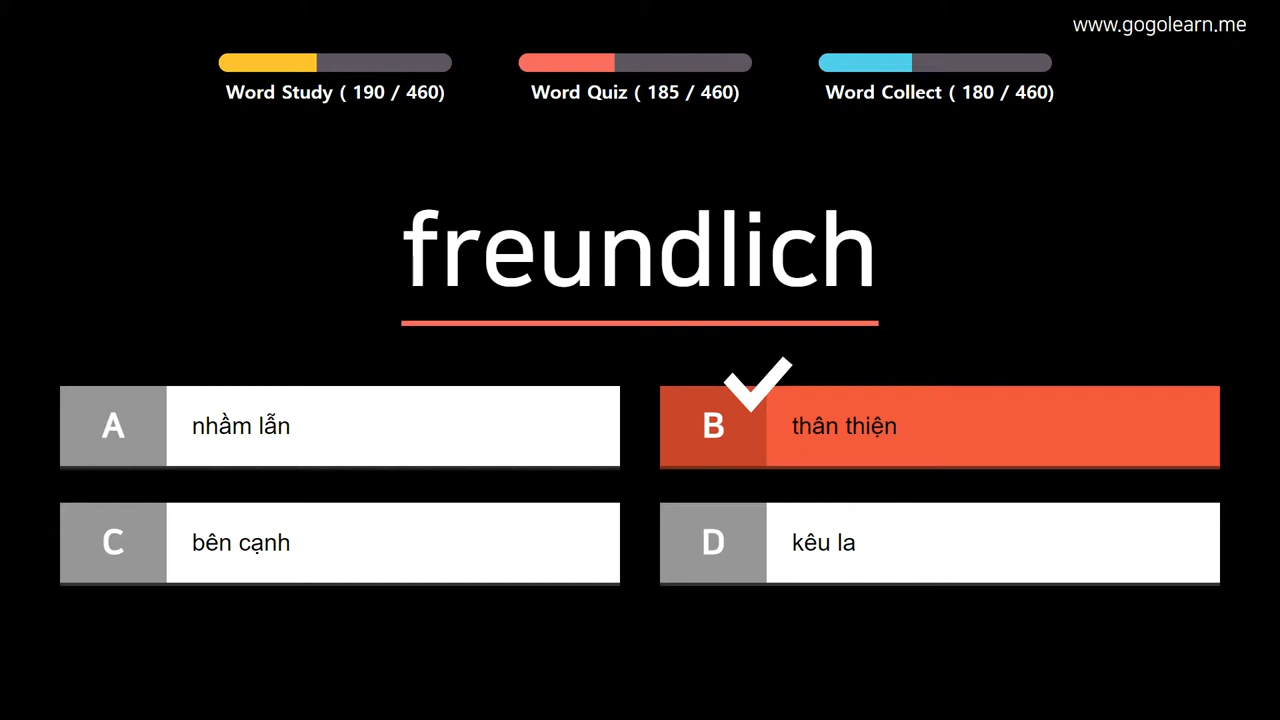 www.gogolearn.me
Word Study ( 190 / 460)
Word Quiz ( 185 / 460)
Word Collect ( 180 / 460)
freundlich
A nhầm lẫn
B thân thiện
C bên cạnh
D kêu la